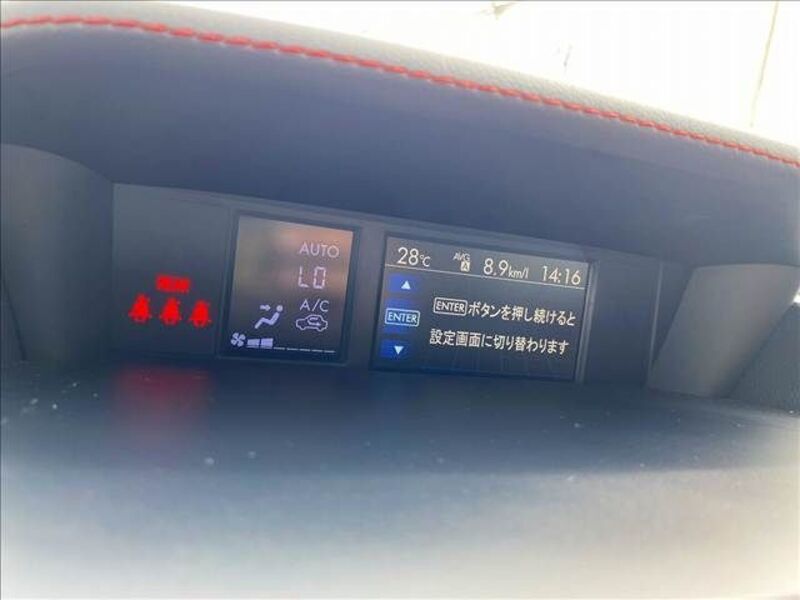 AUTO
LO
A/C
28℃ AVG A 8.9km/l 14:16
ENTER
ENTERボタンを押し続けると
設定画面に切り替わります